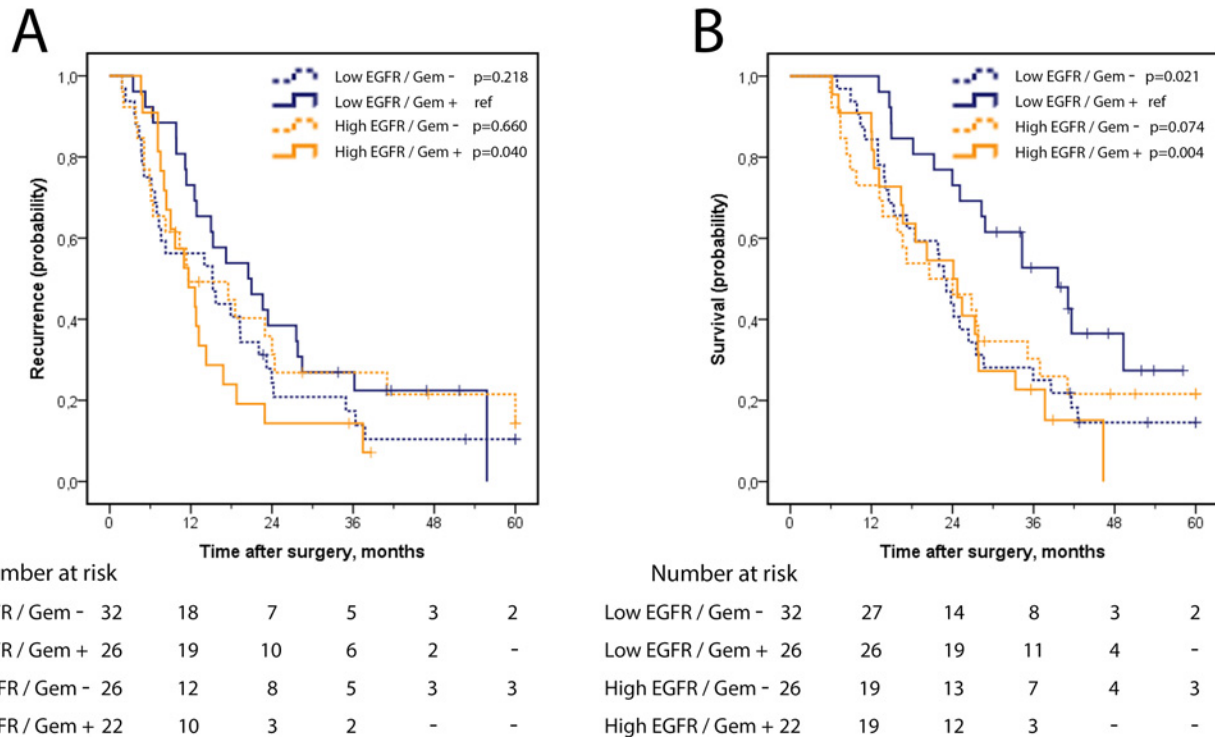 A
Low EGFR / Gem - p=0.218
Low EGFR / Gem + ref
High EGFR / Gem - p=0.660
High EGFR / Gem + p=0.040
1,0
0,8
0,6
0,4
0,2
0,0
Recurrence (probability)
0 12 24 36 48 60
Time after surgery, months
mber at risk
FR / Gem - 32 18 7 5 3 2
FR / Gem + 26 19 10 6 2 -
FR / Gem - 26 12 8 5 3 3
FR / Gem + 22 10 3 2 - -
B
Low EGFR / Gem - p=0.021
Low EGFR / Gem + ref
High EGFR / Gem - p=0.074
High EGFR / Gem + p=0.004
1,0
0,8
0,6
0,4
0,2
0,0
Survival (probability)
0 12 24 36 48 60
Time after surgery, months
Number at risk
Low EGFR / Gem - 32 27 14 8 3 2
Low EGFR / Gem + 26 26 19 11 4 -
High EGFR / Gem - 26 19 13 7 4 3
High EGFR / Gem + 22 19 12 3 - -